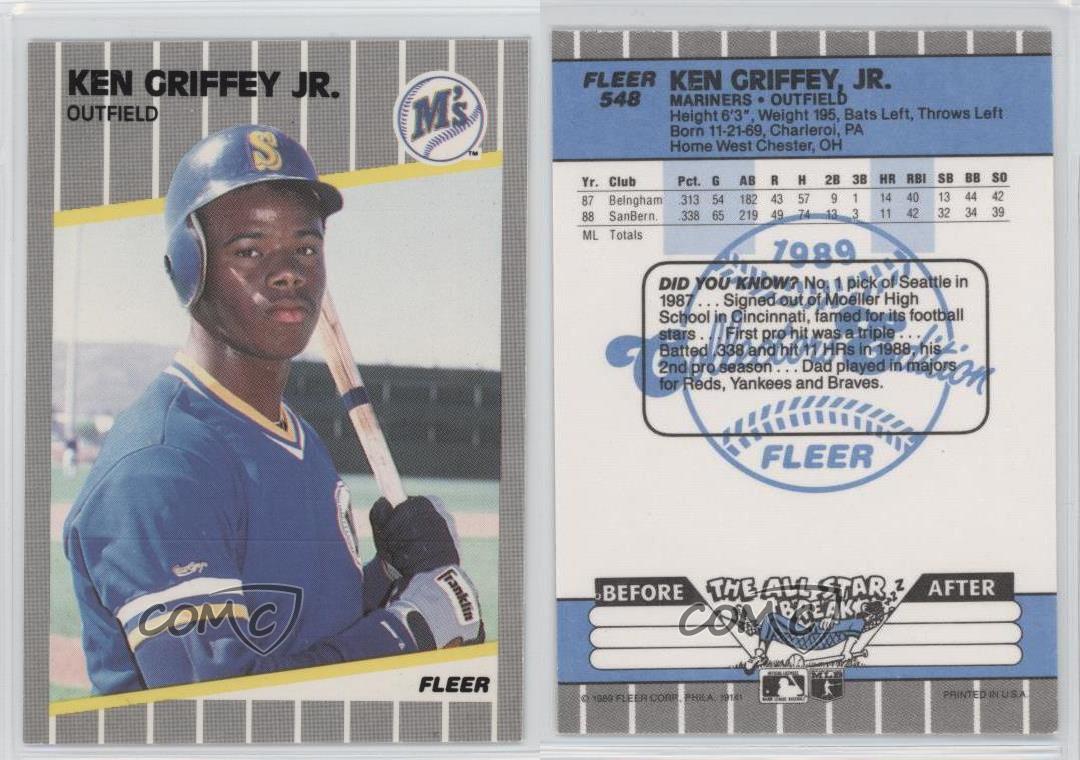 KEN GRIFFEY JR.
OUTFIELD
M's
TM
S
Franklin
COMC
FLEER
FLEER
548
KEN GRIFFEY, JR.
MARINERS • OUTFIELD
Height 6'3", Weight 195, Bats Left, Throws Left
Born 11-21-69, Charleroi, PA
Home West Chester, OH
Yr. Club Pct. G AB R H 2B 3B HR RBI SB BB SO
87 Belngham .313 54 182 43 57 9 1 14 40 13 44 42
88 SanBern. .338 65 219 49 74 13 3 11 42 32 34 39
ML Totals
1989
Collector's Edition
FLEER
DID YOU KNOW? No. 1 pick of Seattle in
1987 . . . Signed out of Moeller High
School in Cincinnati, famed for its football
stars . . . First pro hit was a triple . . .
Batted .338 and hit 11 HRs in 1988, his
2nd pro season . . . Dad played in majors
for Reds, Yankees and Braves.
BEFORE
THE ALL STAR
BREAK
Z
Z
AFTER
COMC
© 1989 FLEER CORP., PHILA. 19141
MLB
PRINTED IN U.S.A.